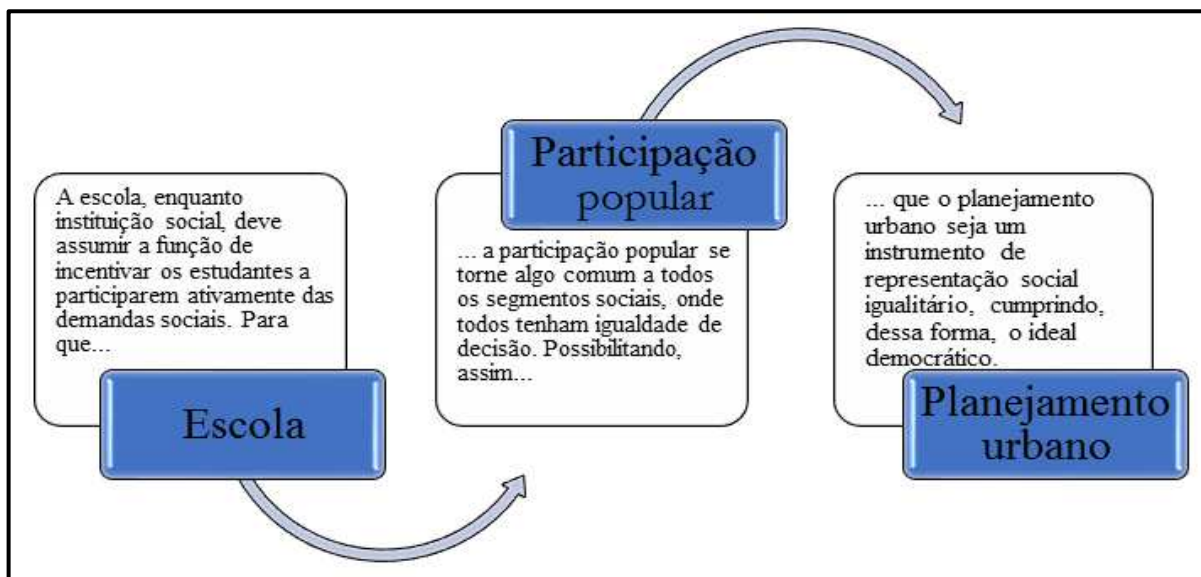 A escola, enquanto
instituição social, deve
assumir a função de
incentivar os estudantes a
participarem ativamente das
demandas sociais. Para
que...
Escola
Participação
popular
... a participação popular se
torne algo comum a todos
os segmentos sociais, onde
todos tenham igualdade de
decisão. Possibilitando,
assim...
... que o planejamento
urbano seja um
instrumento de
representação social
igualitário, cumprindo,
dessa forma, o ideal
democrático.
Planejamento
urbano